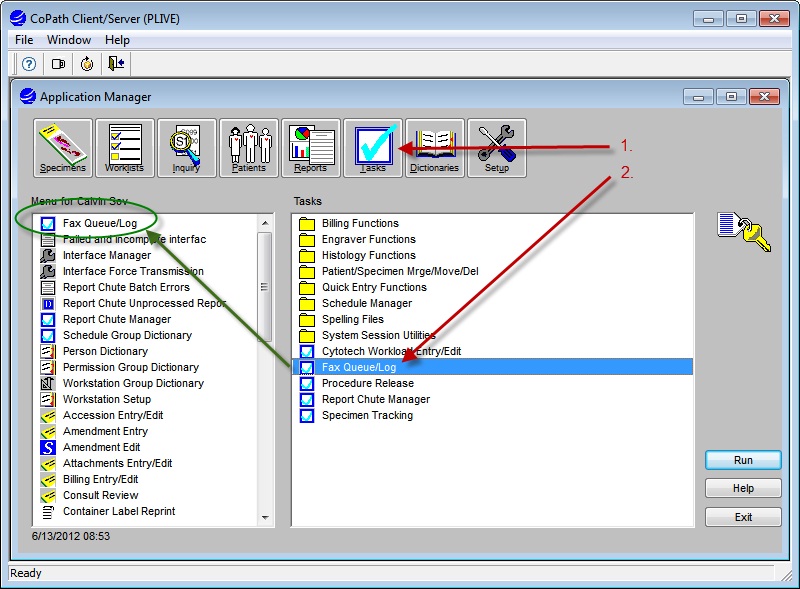 CoPath Client/Server (PLIVE)
File Window Help
Application Manager
Specimens Worklists Inquiry Patients Reports Tasks Dictionaries Setup
1.
2.
Menu for Calvin Sov
Fax Queue/Log
Failed and incomplete interfac
Interface Manager
Interface Force Transmission
Report Chute Batch Errors
Report Chute Unprocessed Repor
Report Chute Manager
Schedule Group Dictionary
Person Dictionary
Permission Group Dictionary
Workstation Group Dictionary
Workstation Setup
Accession Entry/Edit
Amendment Entry
Amendment Edit
Attachments Entry/Edit
Billing Entry/Edit
Consult Review
Container Label Reprint
Tasks
Billing Functions
Engraver Functions
Histology Functions
Patient/Specimen Mrge/Move/Del
Quick Entry Functions
Schedule Manager
Spelling Files
System Session Utilities
Cytotech Workload Entry/Edit
Fax Queue/Log
Procedure Release
Report Chute Manager
Specimen Tracking
Run
Help
Exit
6/13/2012 08:53
Ready